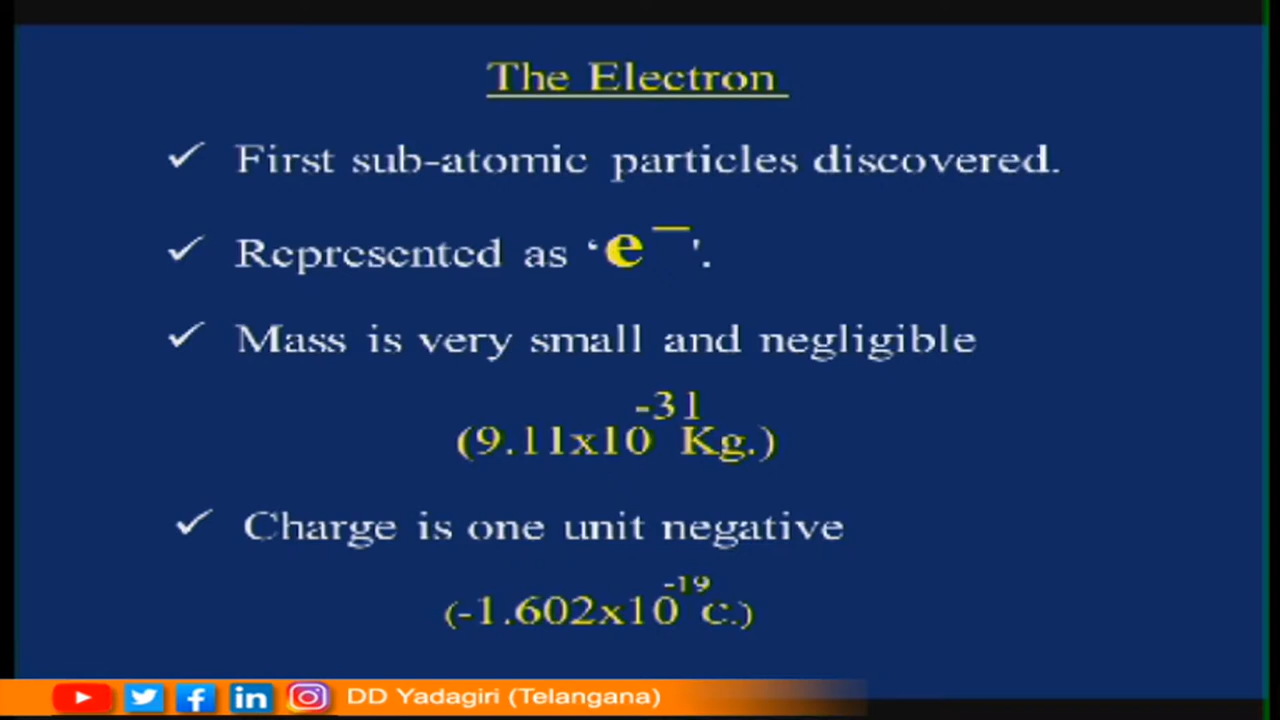 The Electron
✓ First sub-atomic particles discovered.
✓ Represented as ‘e⁻'.
✓ Mass is very small and negligible
(9.11x10⁻³¹ Kg.)
✓ Charge is one unit negative
(-1.602x10⁻¹⁹ C.)
DD Yadagiri (Telangana)